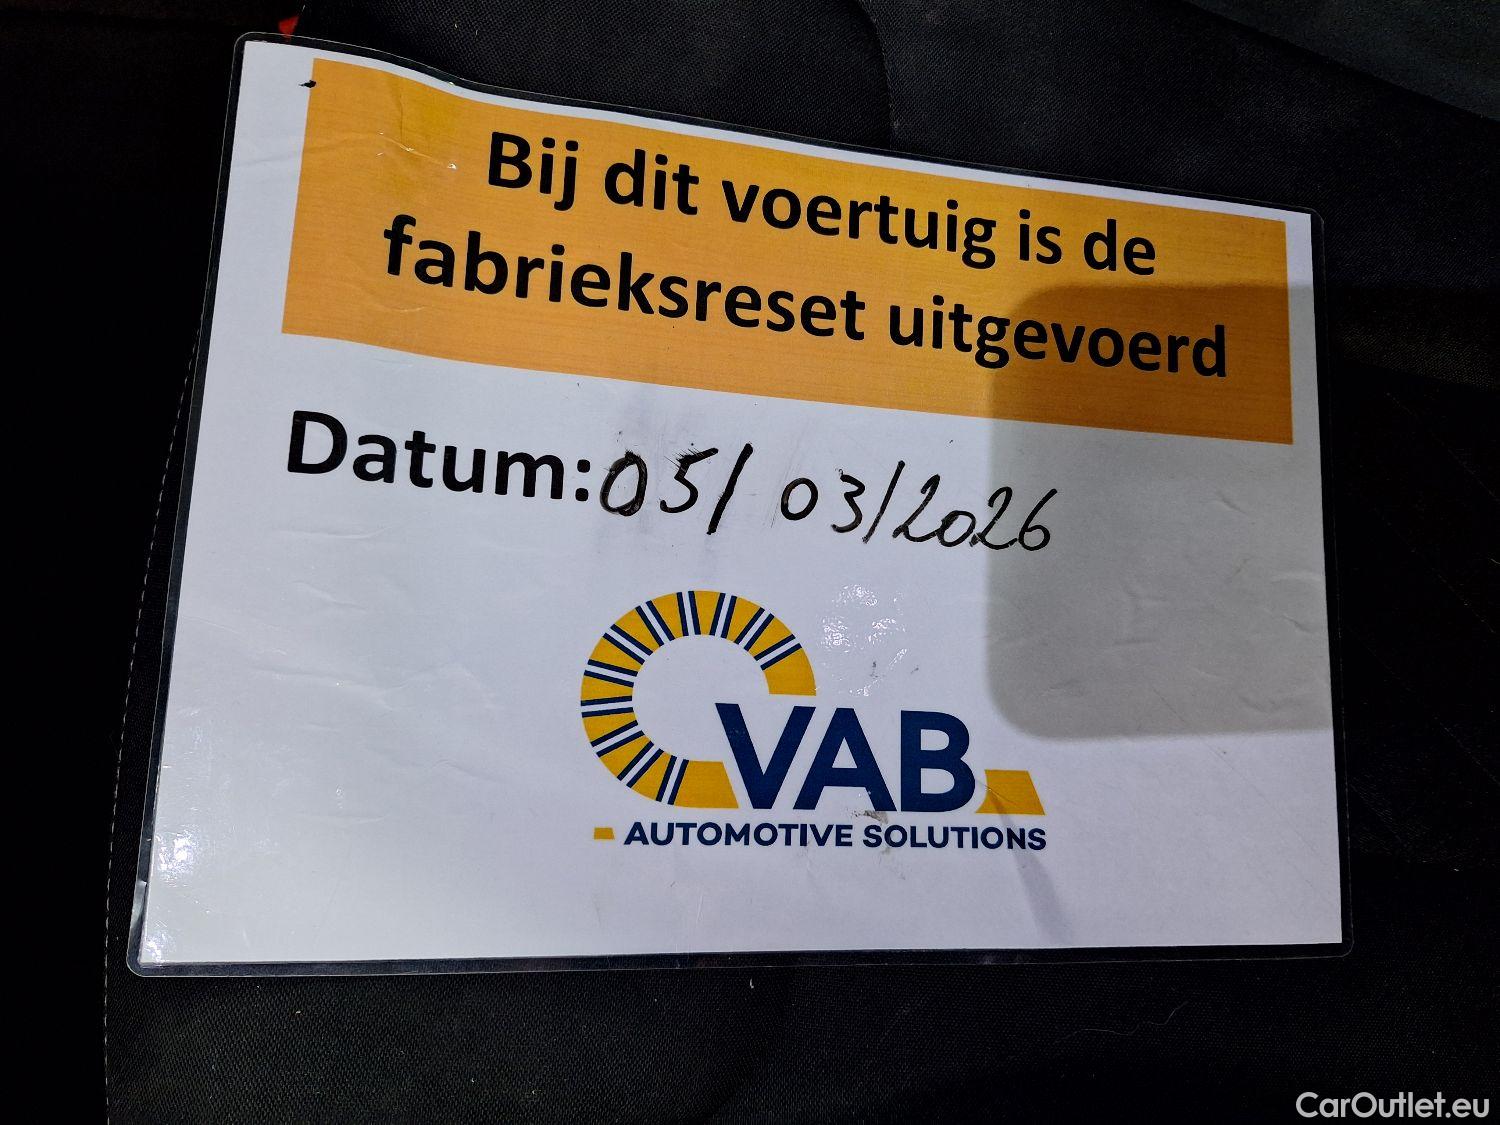 Bij dit voertuig is de
fabrieksreset uitgevoerd
Datum: 05/03/2026
VAB
AUTOMOTIVE SOLUTIONS
CarOutlet.eu